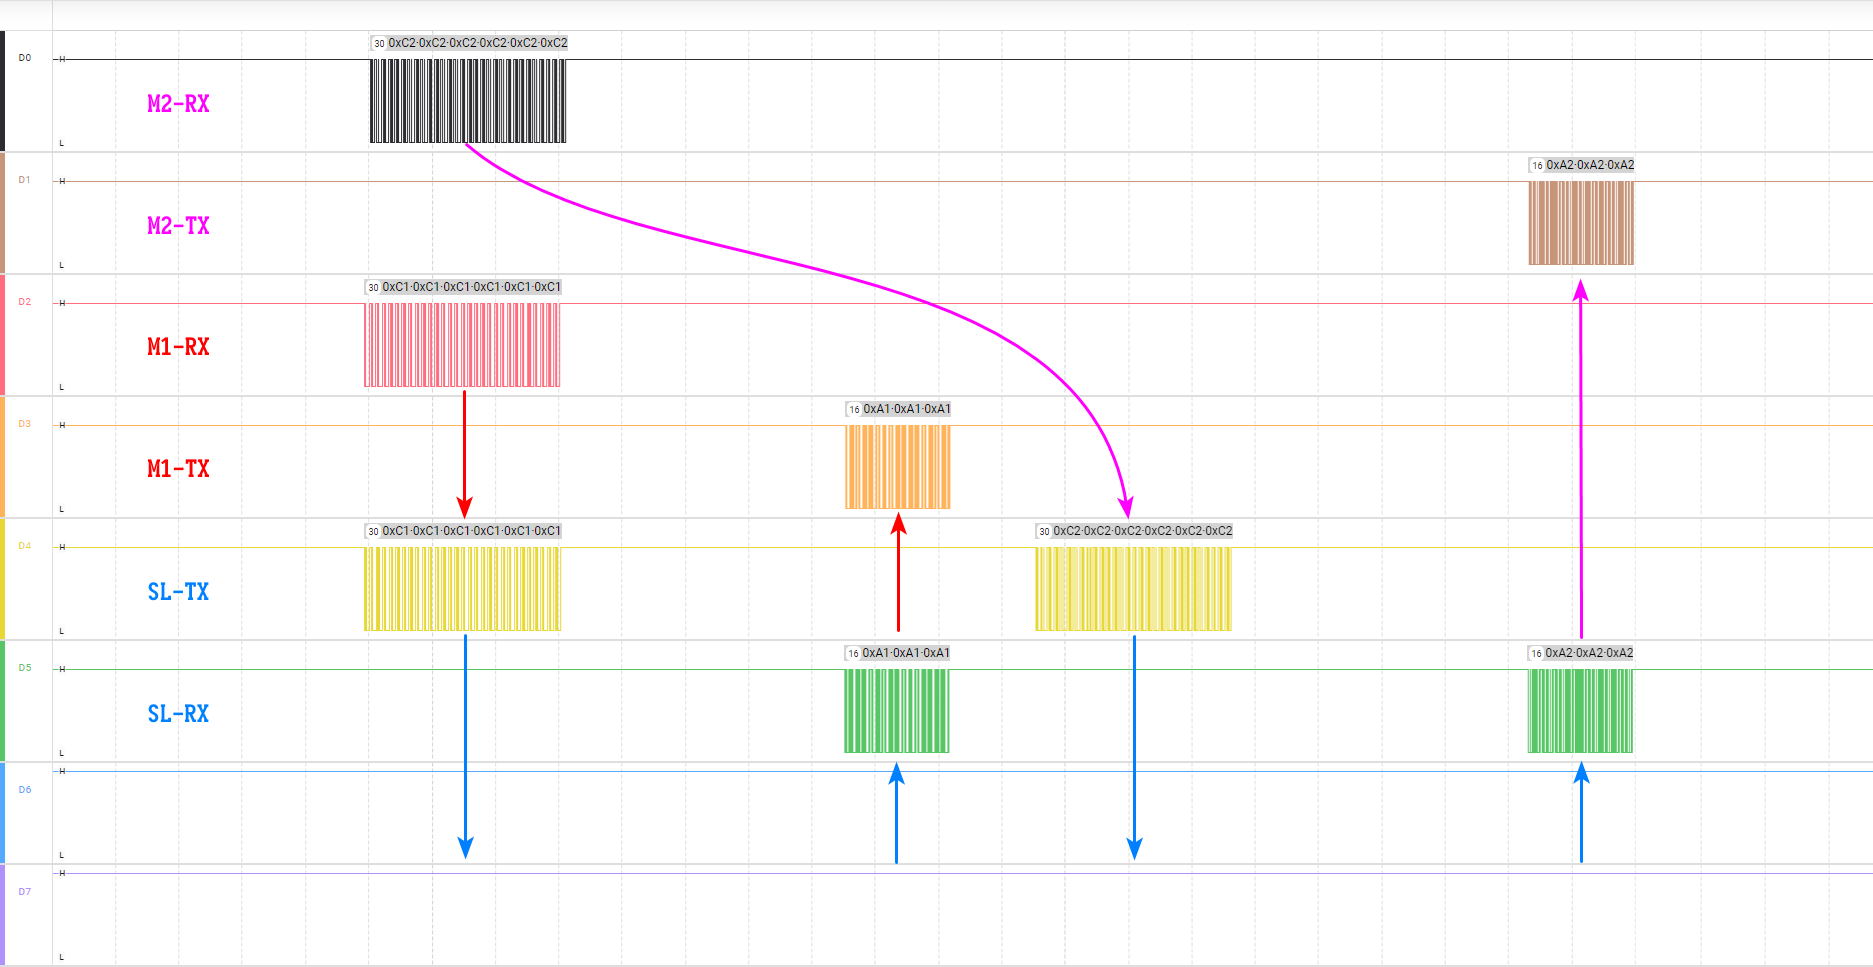 30 0xC2·0xC2·0xC2·0xC2·0xC2·0xC2
D0 H
M2-RX
L
16 0xA2·0xA2·0xA2
D1 H
M2-TX
L
30 0xC1·0xC1·0xC1·0xC1·0xC1·0xC1
D2 H
M1-RX
L
16 0xA1·0xA1·0xA1
D3 H
M1-TX
L
30 0xC1·0xC1·0xC1·0xC1·0xC1·0xC1 30 0xC2·0xC2·0xC2·0xC2·0xC2·0xC2
D4 H
SL-TX
L
16 0xA1·0xA1·0xA1 16 0xA2·0xA2·0xA2
D5 H
SL-RX
L
H
D6
L
H
D7
L